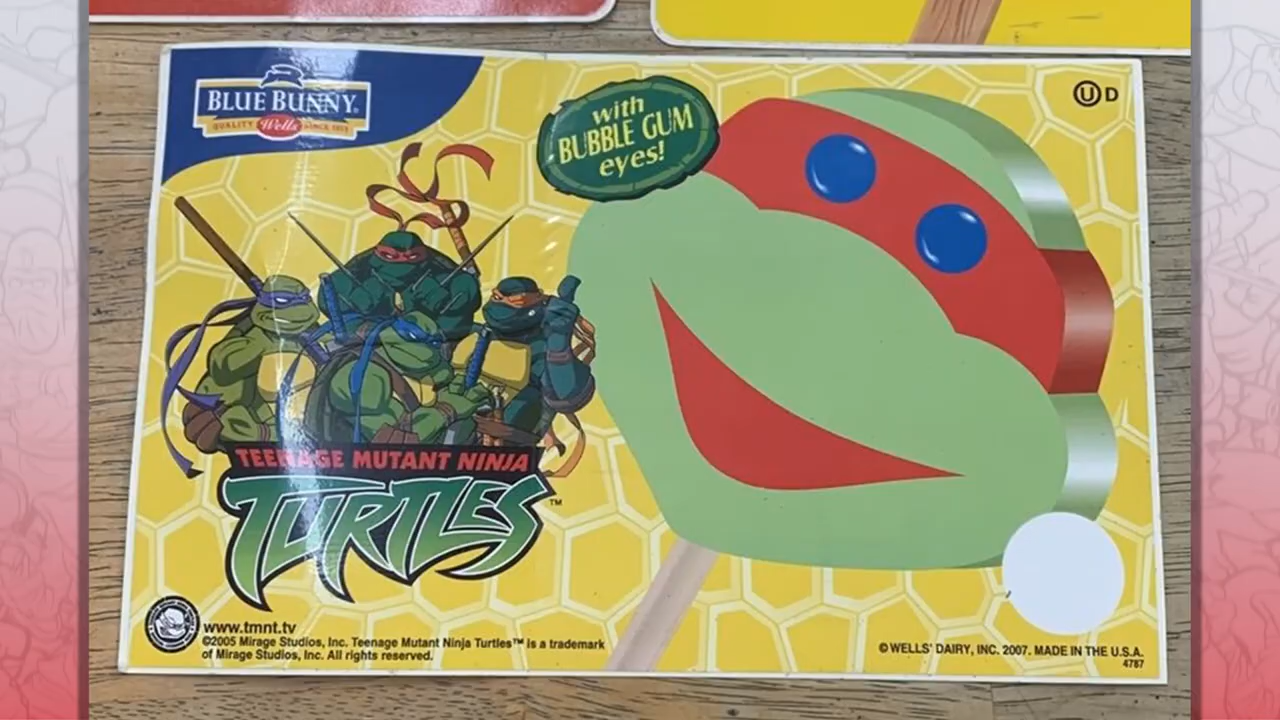 BLUE BUNNY®
QUALITY Wells SINCE 1913
with
BUBBLE GUM
eyes!
U D
TEENAGE MUTANT NINJA
TURTLES™
www.tmnt.tv
©2005 Mirage Studios, Inc. Teenage Mutant Ninja Turtles™ is a trademark
of Mirage Studios, Inc. All rights reserved.
© WELLS' DAIRY, INC. 2007. MADE IN THE U.S.A.
4787